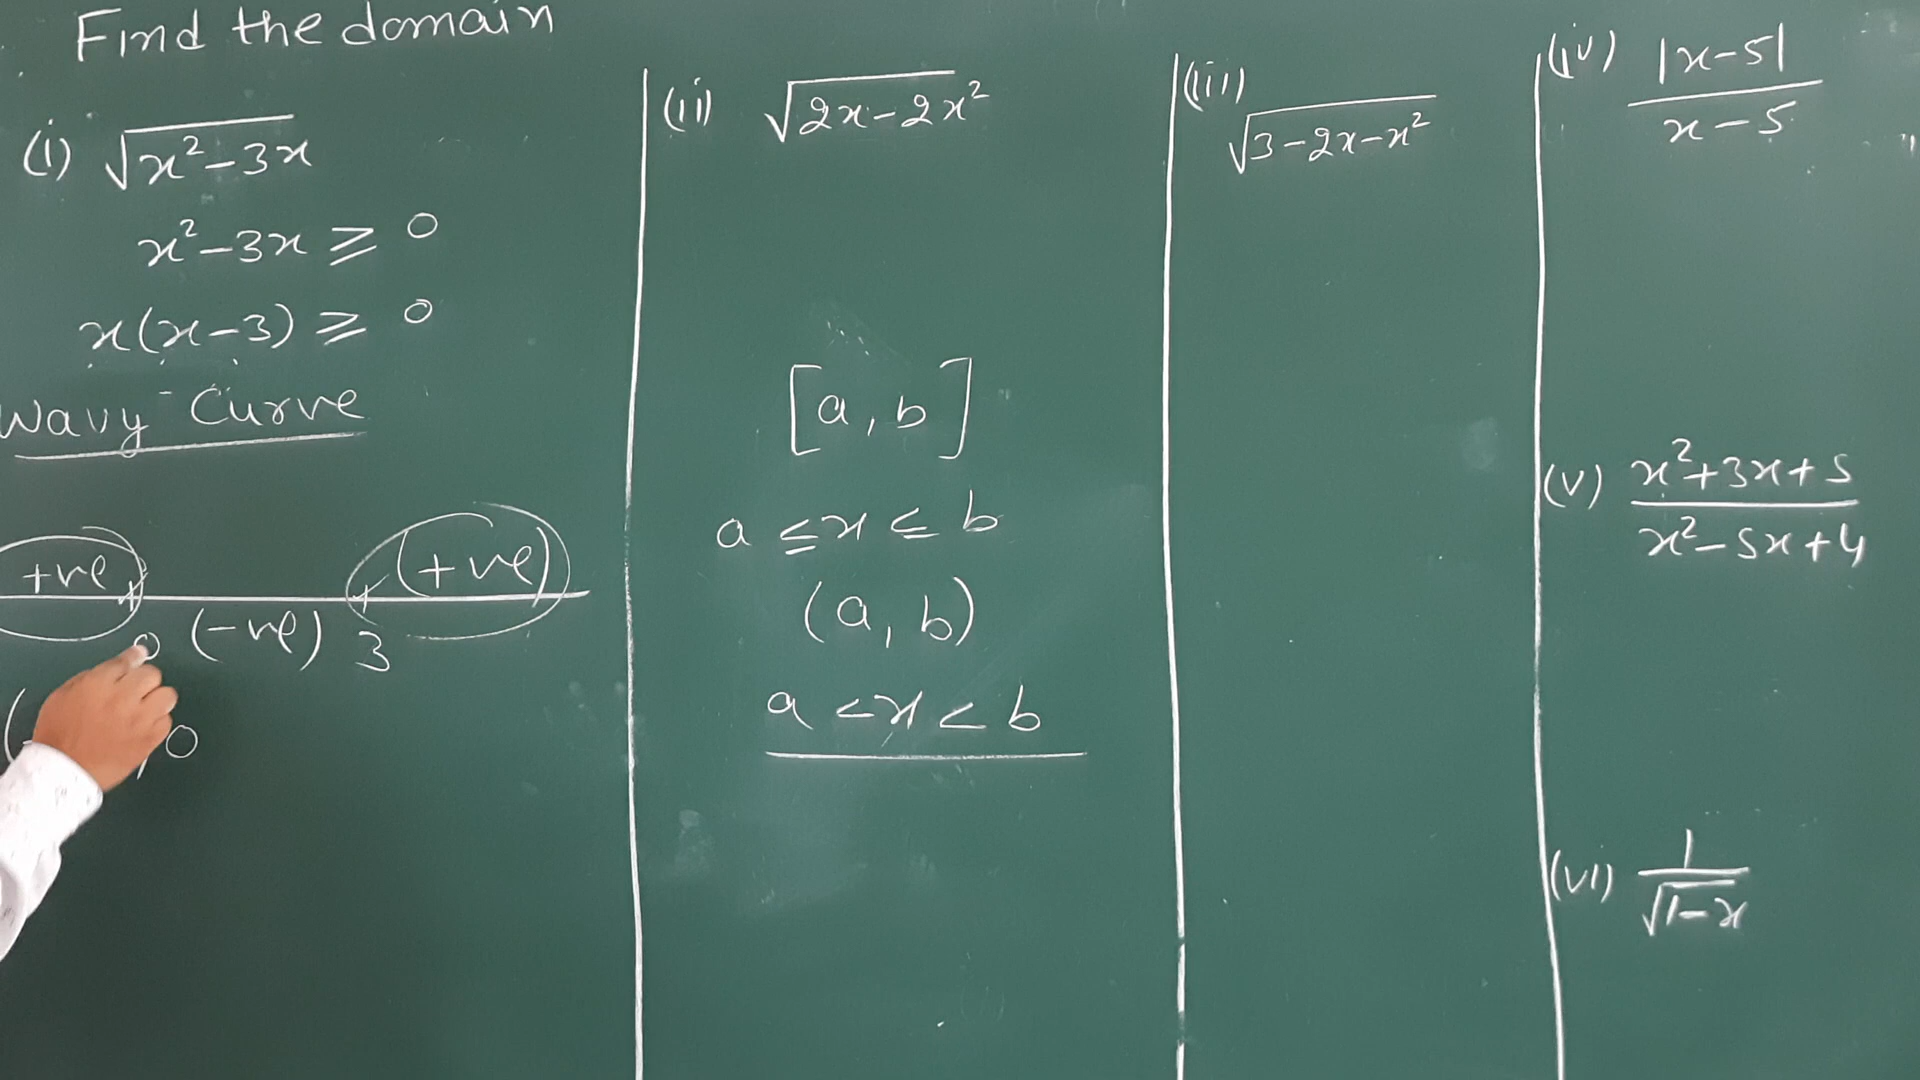 Find the domain
(i) √x²-3x
x²-3x ≥ 0
x(x-3) ≥ 0
Wavy Curve
+ve (+ve)
0 (-ve) 3
( ,0
(ii) √2x-2x²
[a,b]
a ≤ x ≤ b
(a, b)
a < x < b
(iii)
√3-2x-x²
(iv) |x-5|
x-5
(v) x²+3x+5
x²-5x+4
(vi) 1
√1-x